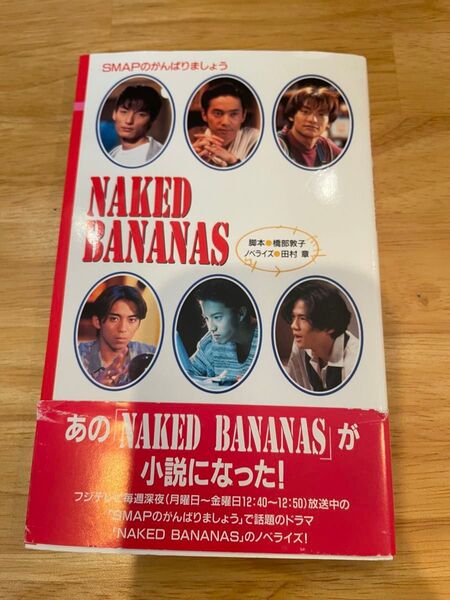 SMAPのがんばりましょう
NAKED
BANANAS
脚本●橋部敦子
ノベライズ●田村 章
あの「NAKED BANANAS」が
小説になった!
フジテレビ毎週深夜(月曜日〜金曜日12:40〜12:50)放送中の
「SMAPのがんばりましょう」で話題のドラマ
「NAKED BANANAS」のノベライズ!